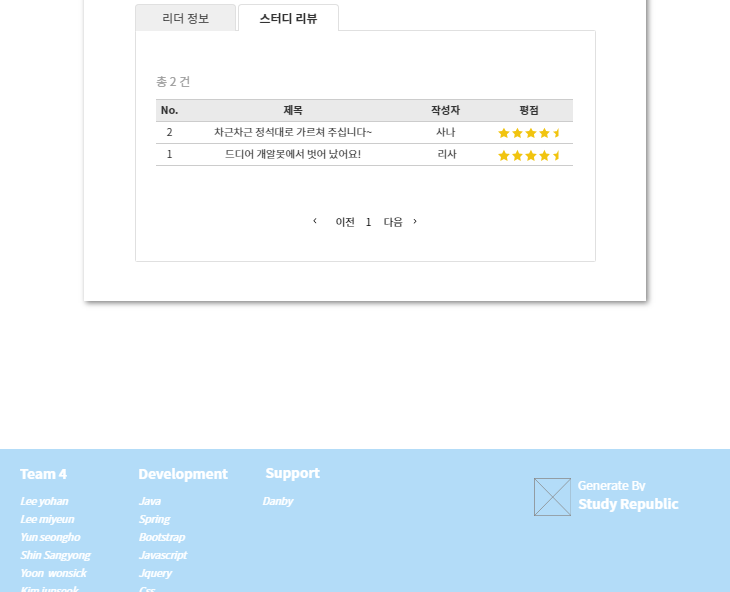 리더 정보 스터디 리뷰
총 2 건
No. 제목 작성자 평점
2 차근차근 정석대로 가르쳐 주십니다~ 사나
1 드디어 개알못에서 벗어 났어요! 리사
‹ 이전 1 다음 ›
Team 4 Development Support
Lee yohan Java Danby
Lee miyeun Spring
Yun seongho Bootstrap
Shin Sangyong Javascript
Yoon wonsick Jquery
Kim junseok Css
Generate By
Study Republic